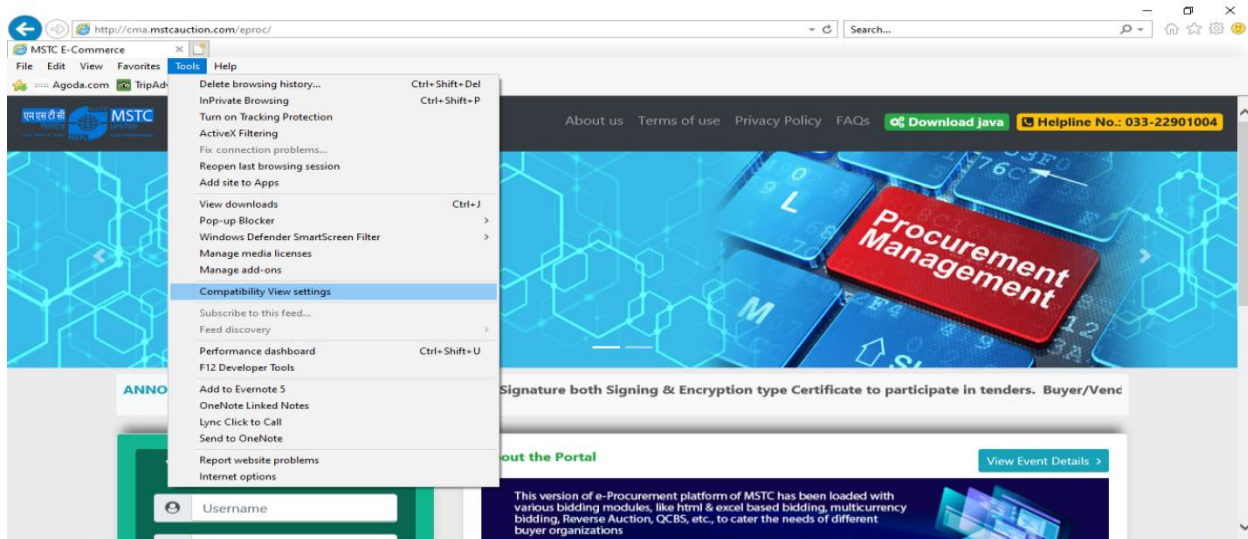 http://cma.mstcauction.com/eproc/
Search...
MSTC E-Commerce
File Edit View Favorites Tools Help
Agoda.com TripAd
Delete browsing history... Ctrl+Shift+Del
InPrivate Browsing Ctrl+Shift+P
Turn on Tracking Protection
ActiveX Filtering
Fix connection problems...
Reopen last browsing session
Add site to Apps
View downloads Ctrl+J
Pop-up Blocker
Windows Defender SmartScreen Filter
Manage media licenses
Manage add-ons
Compatibility View settings
Subscribe to this feed...
Feed discovery
Performance dashboard Ctrl+Shift+U
F12 Developer Tools
Add to Evernote 5
OneNote Linked Notes
Lync Click to Call
Send to OneNote
Report website problems
Internet options
एम एस टी सी
MSTC
About us Terms of use Privacy Policy FAQs Download java Helpline No.: 033-22901004
L
Procurement
Management
M
ANNO
Signature both Signing & Encryption type Certificate to participate in tenders. Buyer/Vend
out the Portal
View Event Details >
Username
This version of e-Procurement platform of MSTC has been loaded with
various bidding modules, like html & excel based bidding, multicurrency
bidding, Reverse Auction, QCBS, etc., to cater the needs of different
buyer organizations